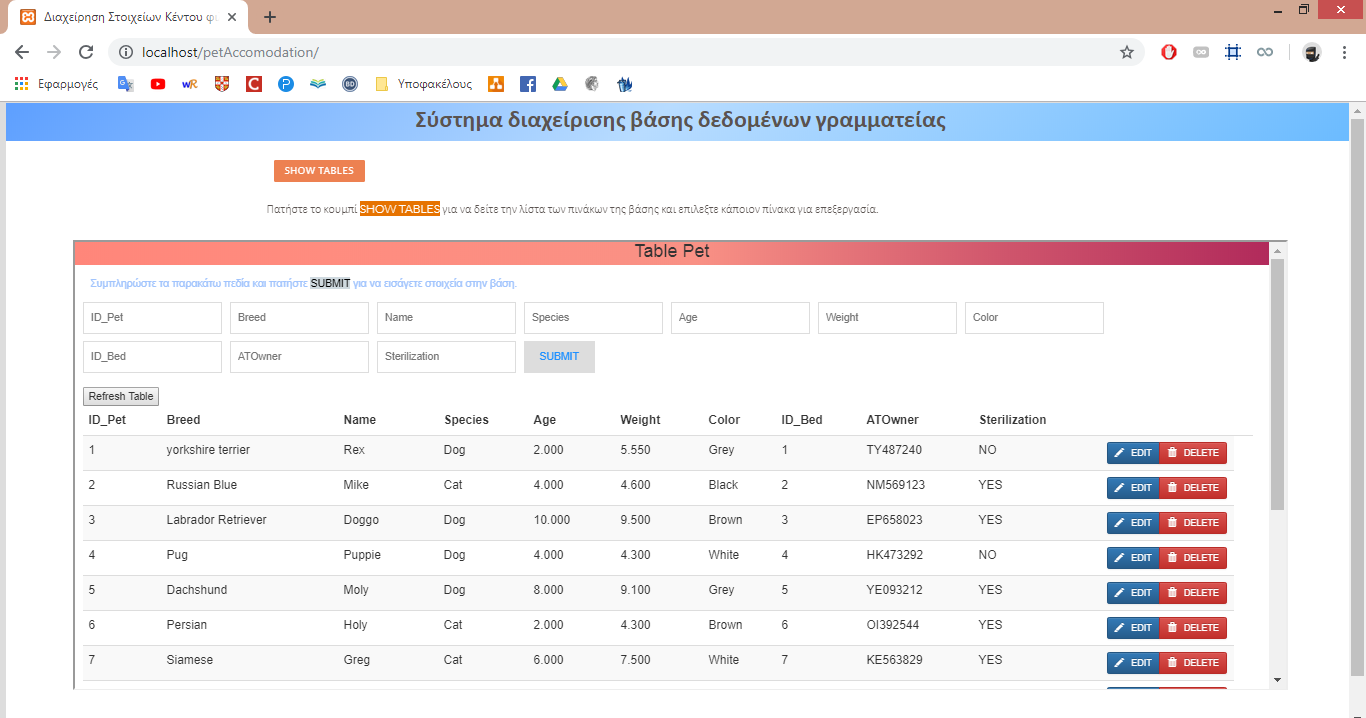 Διαχείρηση Στοιχείων Κέντου
localhost/petAccomodation/
Εφαρμογές
Υποφακέλους
Σύστημα διαχείρισης βάσης δεδομένων γραμματείας
SHOW TABLES
Πατήστε το κουμπί SHOW TABLES για να δείτε την λίστα των πινάκων της βάσης και επιλεξτε κάποιον πίνακα για επεξεργασία.
Table Pet
Συμπληρώστε τα παρακάτω πεδία και πατήστε SUBMIT για να εισάγετε στοιχεία στην βάση.
ID_Pet Breed Name Species Age Weight Color
ID_Bed ATOwner Sterilization SUBMIT
Refresh Table
ID_Pet Breed Name Species Age Weight Color ID_Bed ATOwner Sterilization
1 yorkshire terrier Rex Dog 2.000 5.550 Grey 1 TY487240 NO EDIT DELETE
2 Russian Blue Mike Cat 4.000 4.600 Black 2 NM569123 YES EDIT DELETE
3 Labrador Retriever Doggo Dog 10.000 9.500 Brown 3 EP658023 YES EDIT DELETE
4 Pug Puppie Dog 4.000 4.300 White 4 HK473292 NO EDIT DELETE
5 Dachshund Moly Dog 8.000 9.100 Grey 5 YE093212 YES EDIT DELETE
6 Persian Holy Cat 2.000 4.300 Brown 6 OI392544 YES EDIT DELETE
7 Siamese Greg Cat 6.000 7.500 White 7 KE563829 YES EDIT DELETE